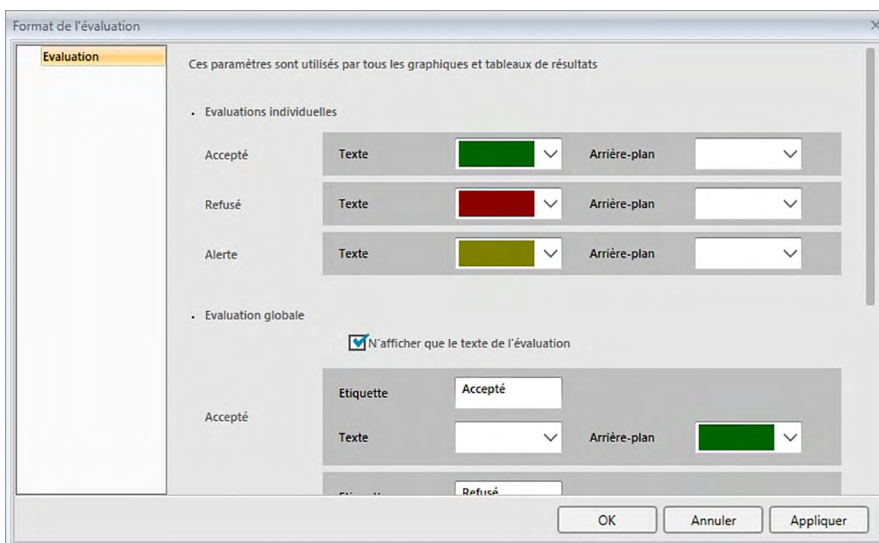 Format de l'évaluation
Evaluation
Ces paramètres sont utilisés par tous les graphiques et tableaux de résultats
• Evaluations individuelles
Accepté Texte Arrière-plan
Refusé Texte Arrière-plan
Alerte Texte Arrière-plan
• Evaluation globale
N'afficher que le texte de l'évaluation
Etiquette Accepté
Accepté
Texte Arrière-plan
Refusé
OK Annuler Appliquer